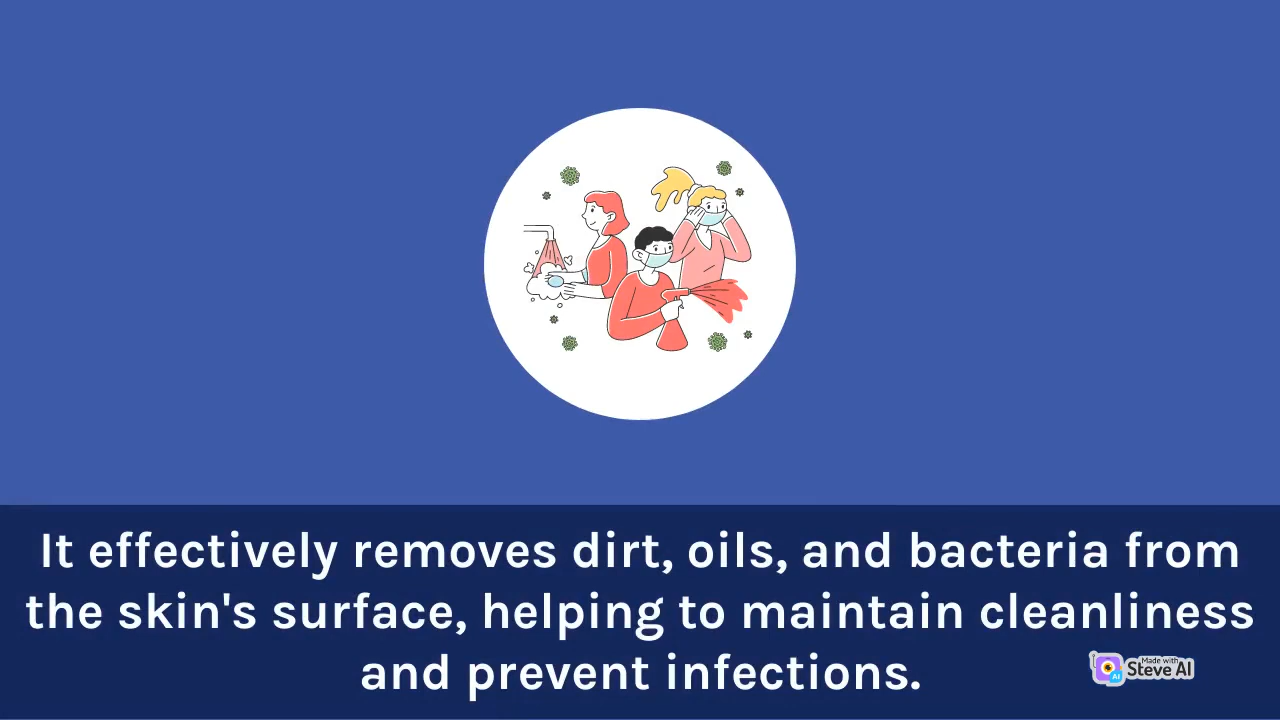 It effectively removes dirt, oils, and bacteria from
the skin's surface, helping to maintain cleanliness
and prevent infections.
Made with
Steve AI
AI